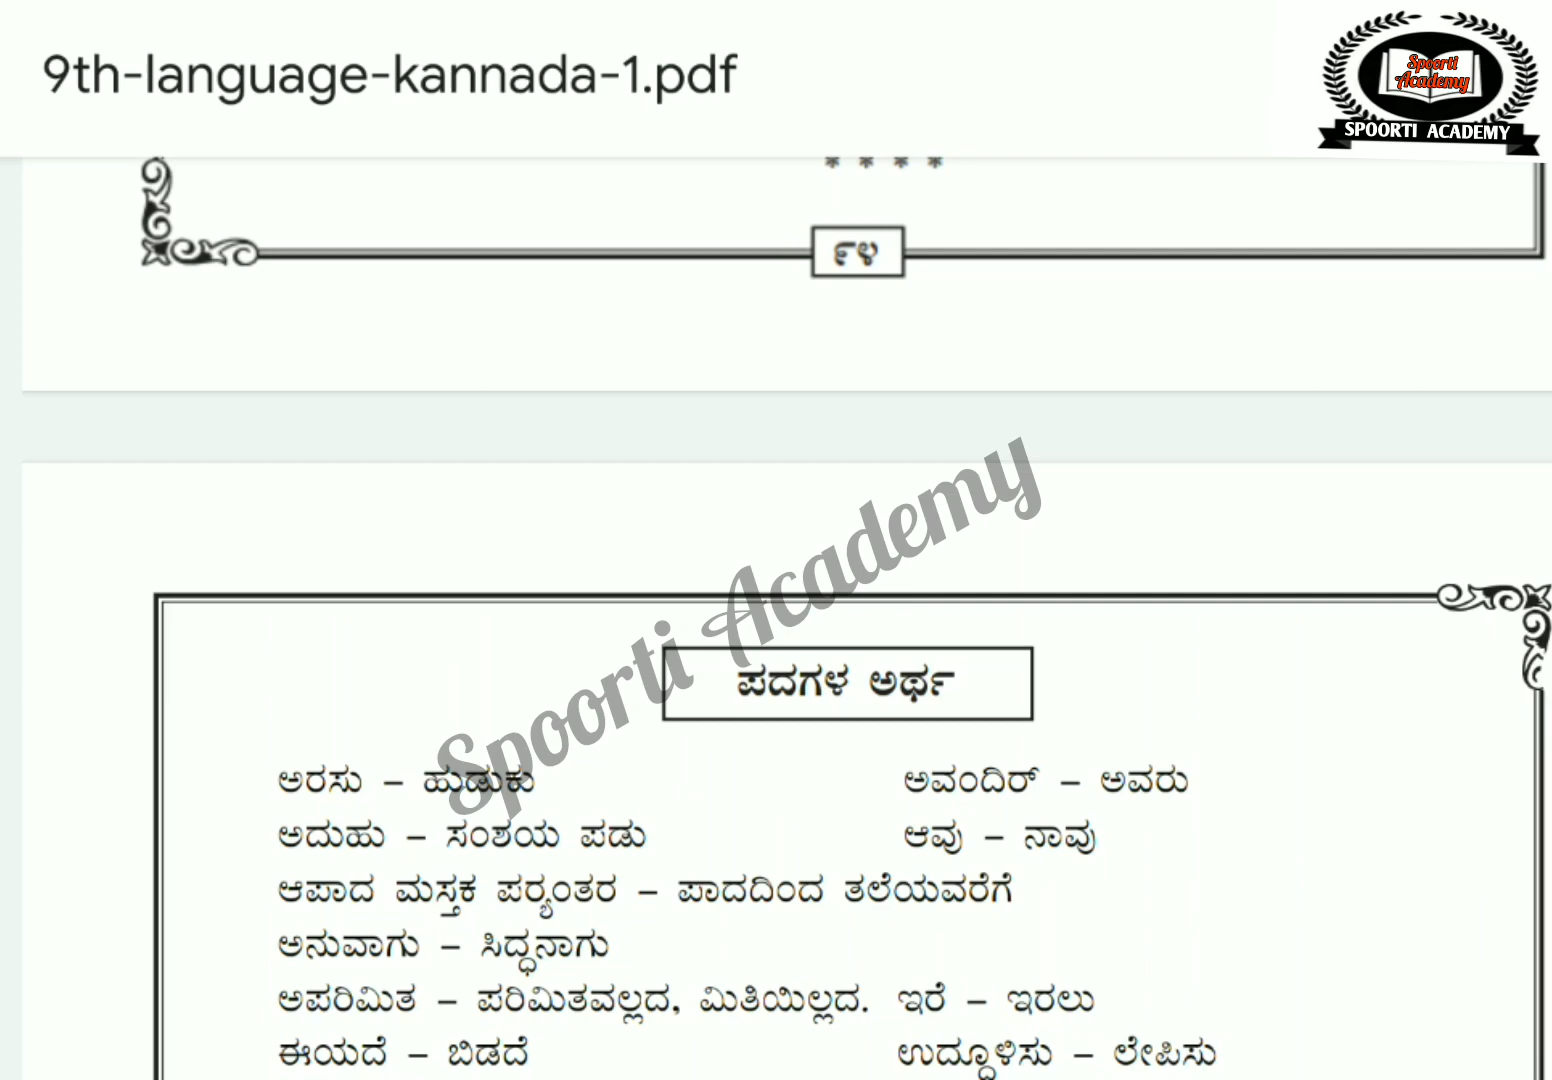 9th-language-kannada-1.pdf
Spoorti
Academy
SPOORTI ACADEMY
* * * *
೯೪
Spoorti Academy
ಪದಗಳ ಅರ್ಥ
ಅರಸು – ಹುಡುಕು ಅವಂದಿರ್ – ಅವರು
ಅದುಹು – ಸಂಶಯ ಪಡು ಆವು – ನಾವು
ಆಪಾದ ಮಸ್ತಕ ಪರ‍್ಯಂತರ – ಪಾದದಿಂದ ತಲೆಯವರೆಗೆ
ಅನುವಾಗು – ಸಿದ್ಧನಾಗು
ಅಪರಿಮಿತ – ಪರಿಮಿತವಲ್ಲದ, ಮಿತಿಯಿಲ್ಲದ. ಇರೆ – ಇರಲು
ಈಯದೆ – ಬಿಡದೆ ಉದ್ಧೂಳಿಸು – ಲೇಪಿಸು